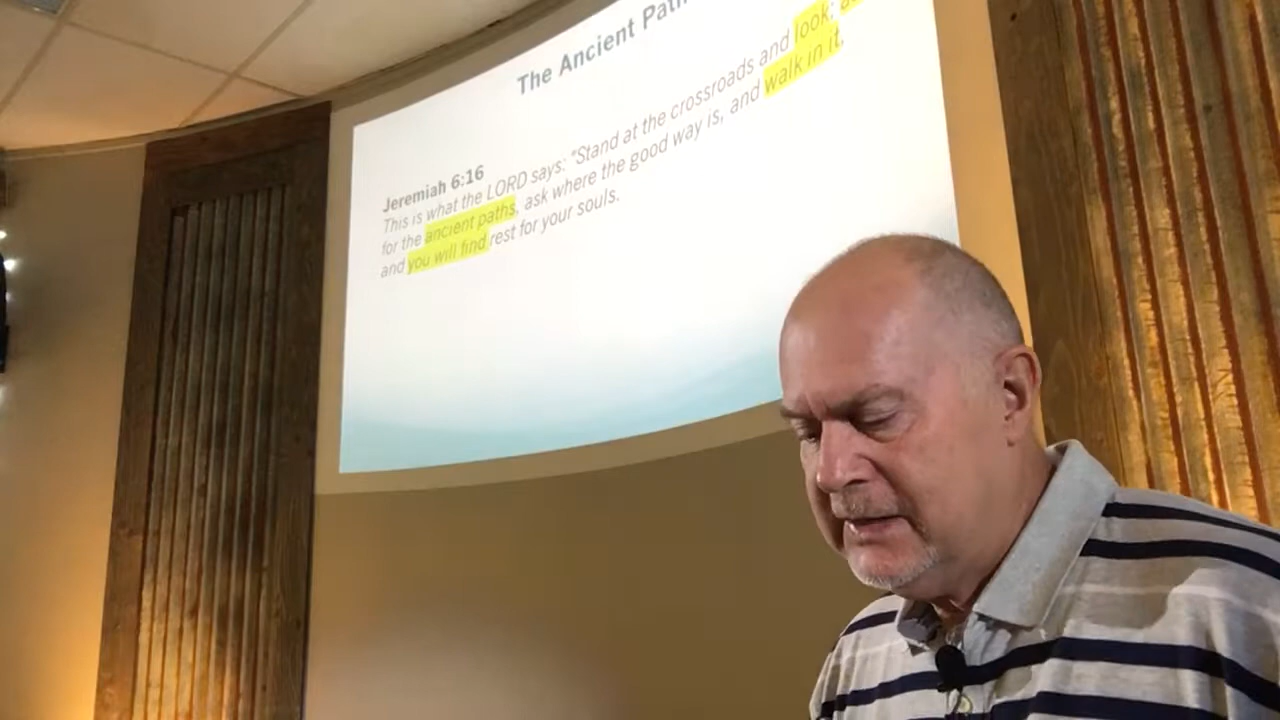 The Ancient Path
Jeremiah 6:16
This is what the LORD says: "Stand at the crossroads and look;
for the ancient paths, ask where the good way is, and walk in it,
and you will find rest for your souls.